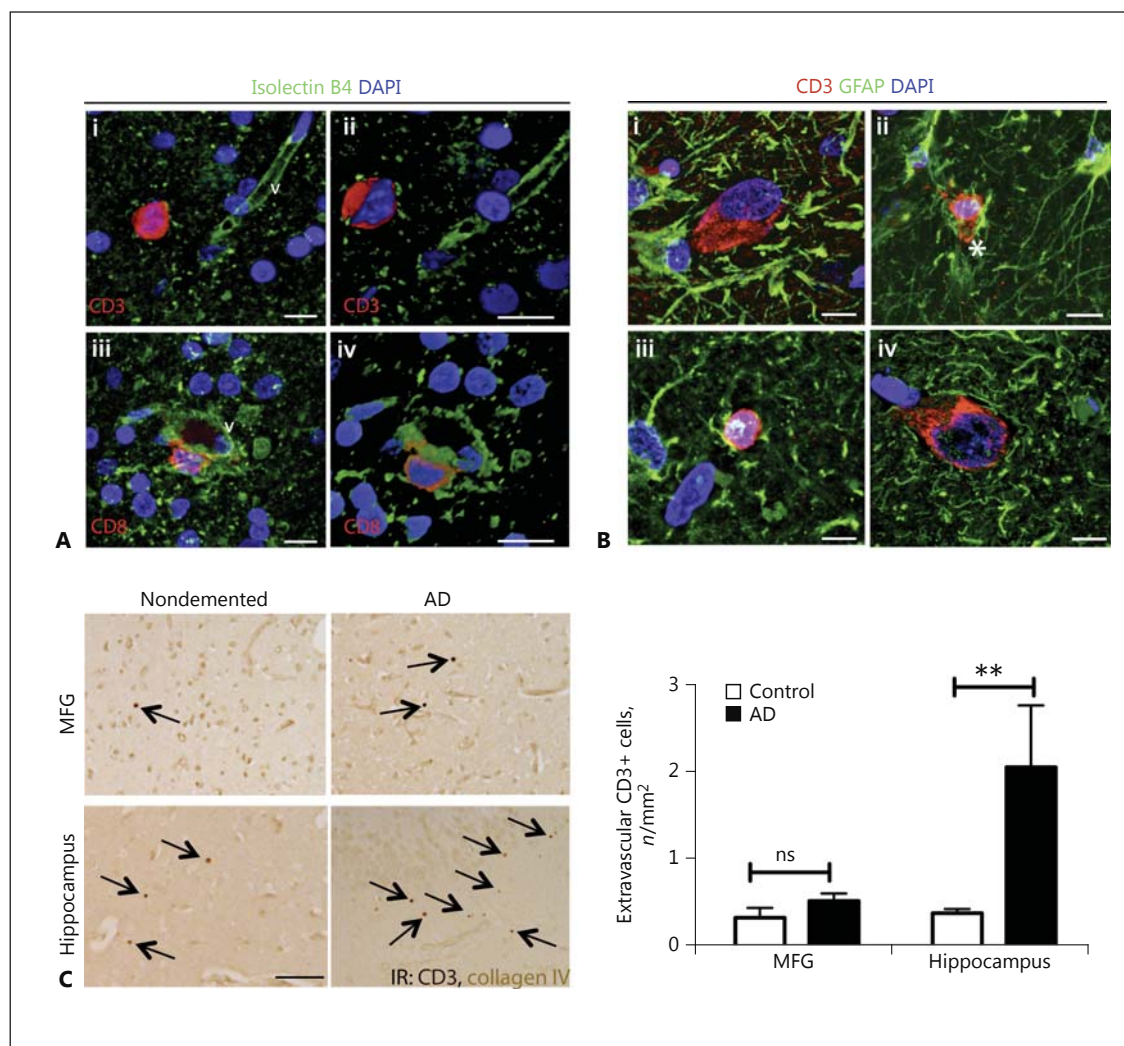 Isolectin B4 DAPI
i
v
CD3
ii
CD3
iii
v
CD8
iv
CD8
A
CD3 GFAP DAPI
i
ii
*
iii
iv
B
Nondemented
AD
MFG
Hippocampus
IR: CD3, collagen IV
C
Extravascular CD3+ cells,
n/mm²
3
2
1
0
Control
AD
ns
**
MFG
Hippocampus